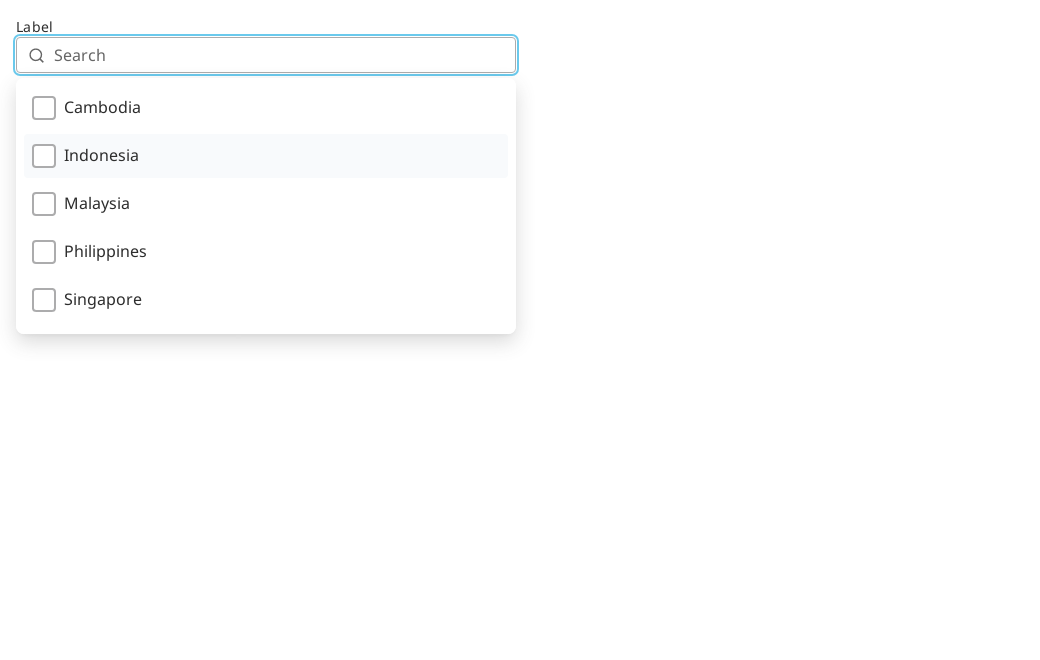 Label
Search
Cambodia
Indonesia
Malaysia
Philippines
Singapore